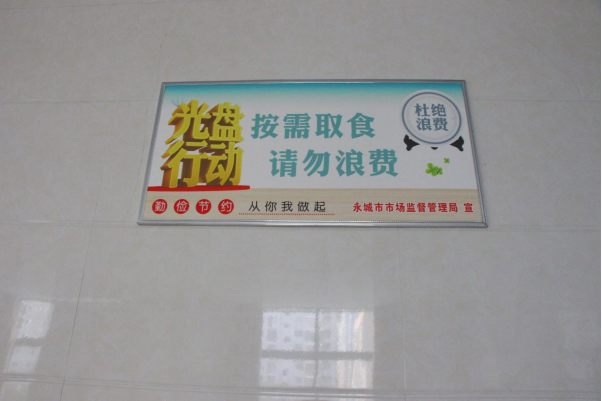 光盘
行动
按需取食
请勿浪费
杜绝
浪费
勤俭节约 从你我做起 永城市市场监督管理局 宣